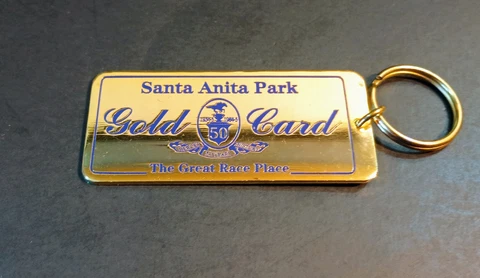 Santa Anita Park
Gold 50 Card
The Great Race Place